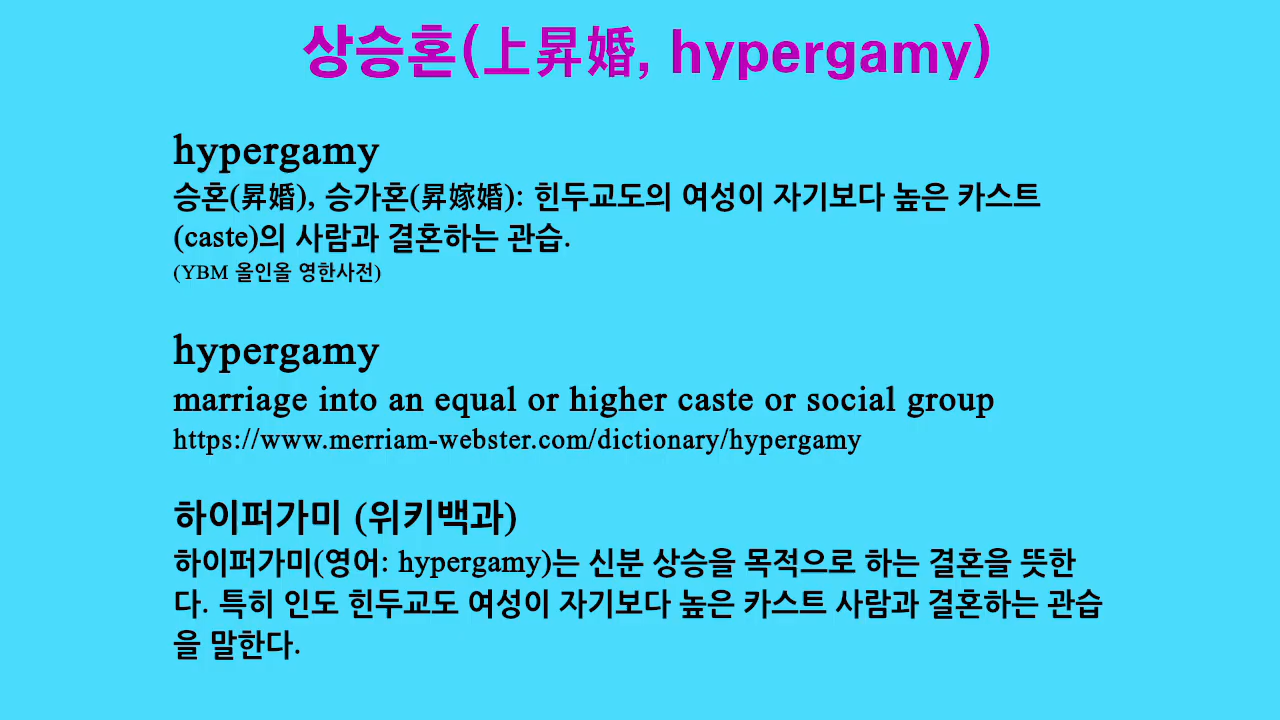 상승혼(上昇婚, hypergamy)
hypergamy
승혼(昇婚), 승가혼(昇嫁婚): 힌두교도의 여성이 자기보다 높은 카스트
(caste)의 사람과 결혼하는 관습.
(YBM 올인올 영한사전)
hypergamy
marriage into an equal or higher caste or social group
https://www.merriam-webster.com/dictionary/hypergamy
하이퍼가미 (위키백과)
하이퍼가미(영어: hypergamy)는 신분 상승을 목적으로 하는 결혼을 뜻한
다. 특히 인도 힌두교도 여성이 자기보다 높은 카스트 사람과 결혼하는 관습
을 말한다.